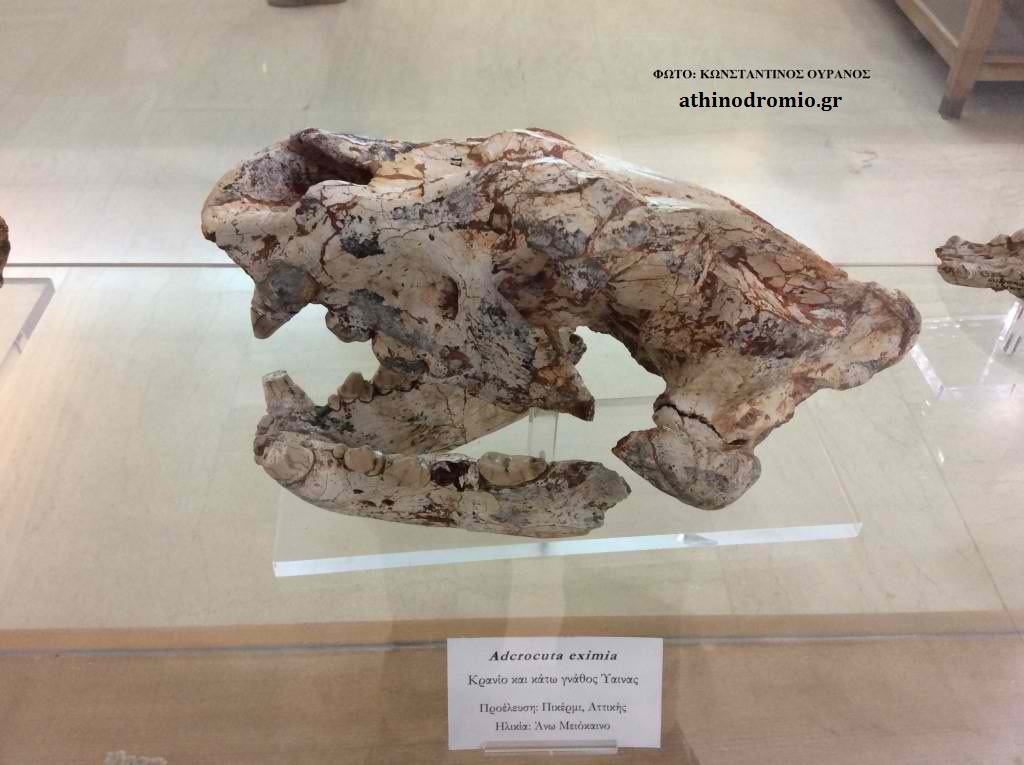 ΦΩΤΟ: ΚΩΝΣΤΑΝΤΙΝΟΣ ΟΥΡΑΝΟΣ
athinodromio.gr
Adcrocuta eximia
Κρανίο και κάτω γνάθος Ύαινας
Προέλευση: Πικέρμι, Αττικής
Ηλικία: Άνω Μειόκαινο